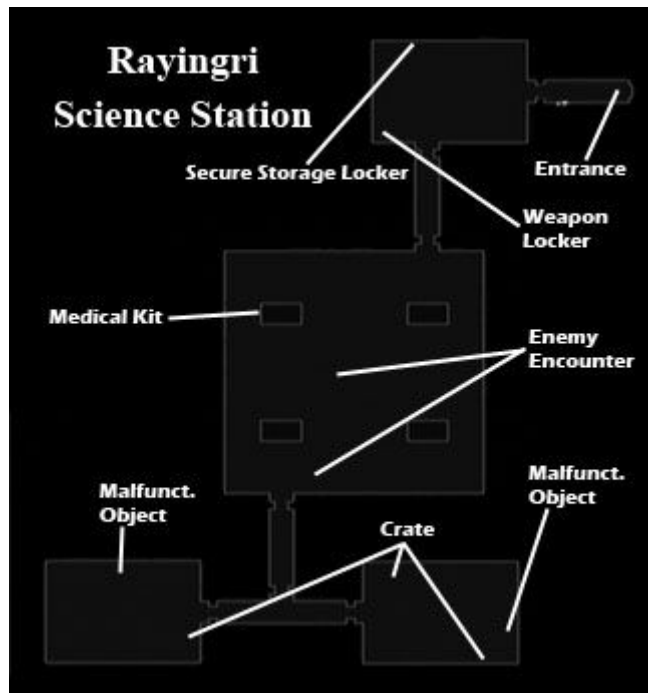 Rayingri
Science Station
Secure Storage Locker
Entrance
Weapon
Locker
Medical Kit
Enemy
Encounter
Malfunct.
Object
Malfunct.
Object
Crate